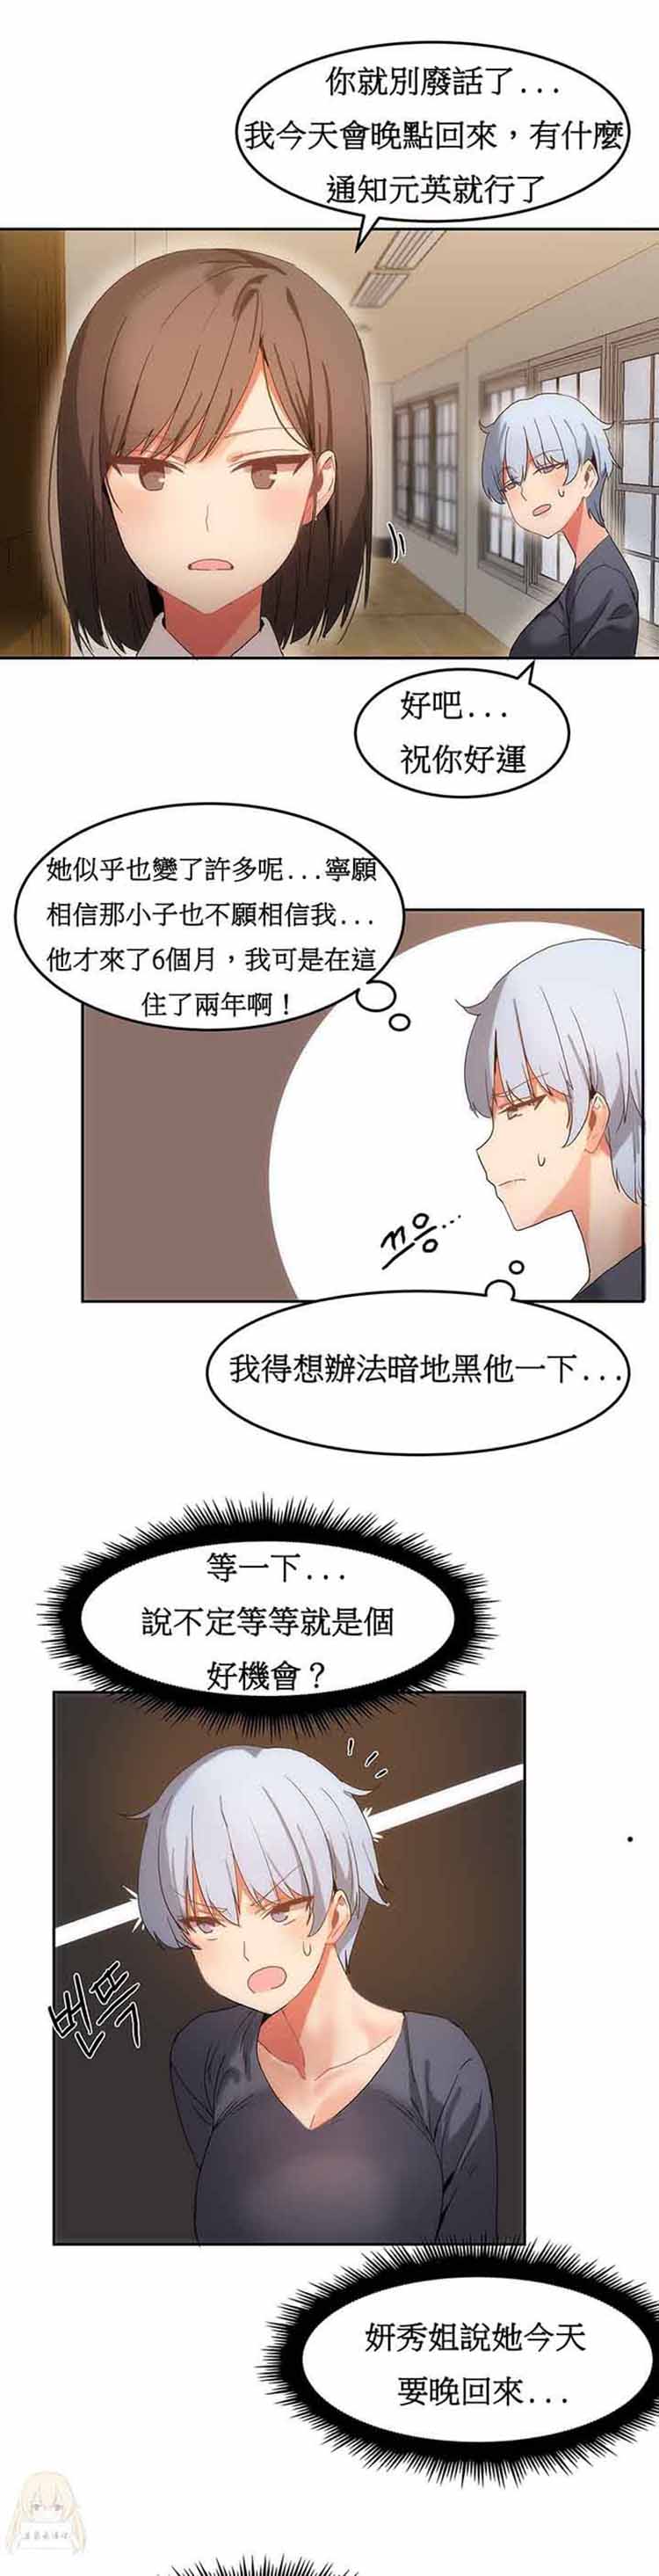 你就別廢話了...
我今天會晚點回來，有什麼
通知元英就行了
好吧...
祝你好運
她似乎也變了許多呢...寧願
相信那小子也不願相信我...
他才來了6個月，我可是在這
住了兩年啊！
끄응...
我得想辦法暗地黑他一下...
等一下...
說不定等等就是個
好機會？
번뜩
妍秀姐說她今天
要晚回來...